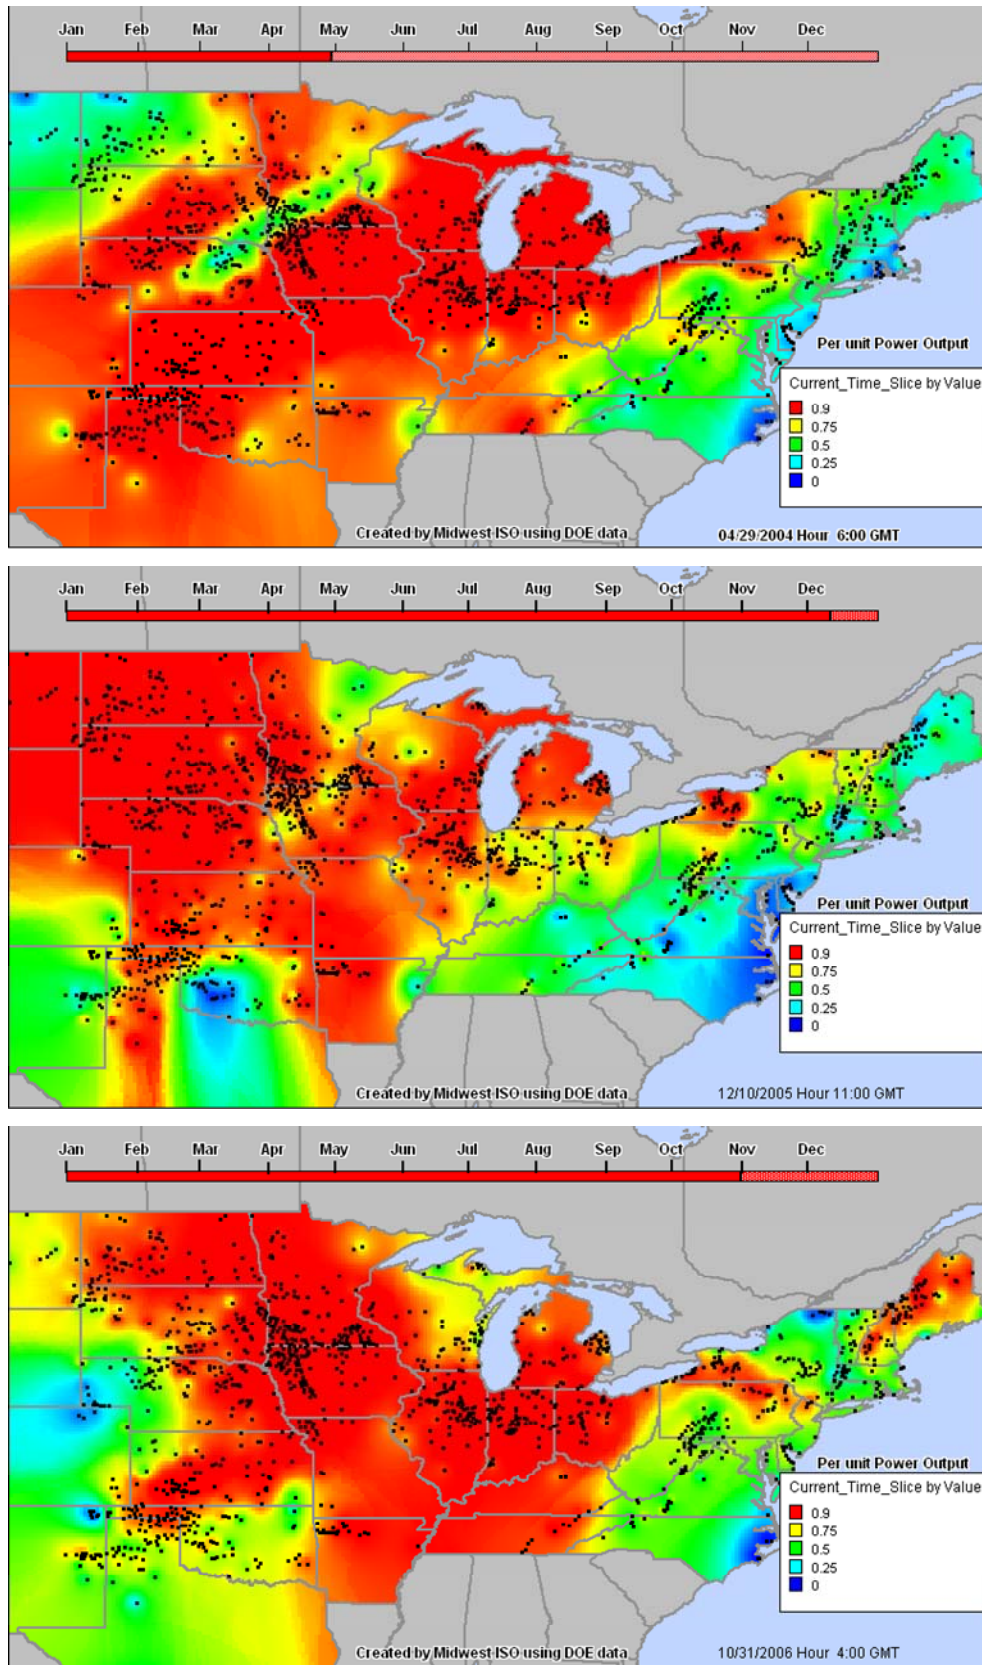 Jan Feb Mar Apr May Jun Jul Aug Sep Oct Nov Dec
Per unit Power Output
Current_Time_Slice by Value
0.9
0.75
0.5
0.25
0
Created by Midwest ISO using DOE data
04/29/2004 Hour 6:00 GMT
Jan Feb Mar Apr May Jun Jul Aug Sep Oct Nov Dec
Per unit Power Output
Current_Time_Slice by Value
0.9
0.75
0.5
0.25
0
Created by Midwest ISO using DOE data
12/10/2005 Hour 11:00 GMT
Jan Feb Mar Apr May Jun Jul Aug Sep Oct Nov Dec
Per unit Power Output
Current_Time_Slice by Value
0.9
0.75
0.5
0.25
0
Created by Midwest ISO using DOE data
10/31/2006 Hour 4:00 GMT